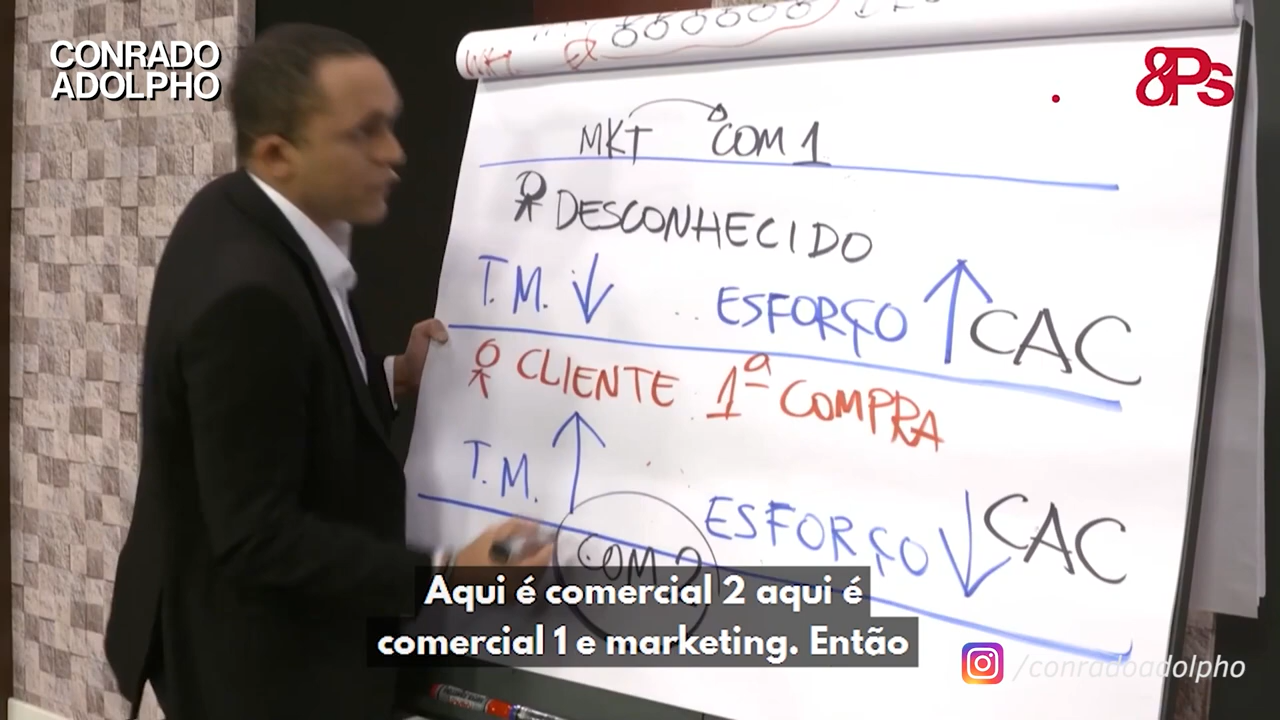 CONRADO
ADOLPHO
8Ps
MKT COM 1
DESCONHECIDO
T.M. ESFORÇO CAC
CLIENTE 1ª COMPRA
T.M. ESFORÇO CAC
COM 2
Aqui é comercial 2 aqui é
comercial 1 e marketing. Então
/conradoadolpho